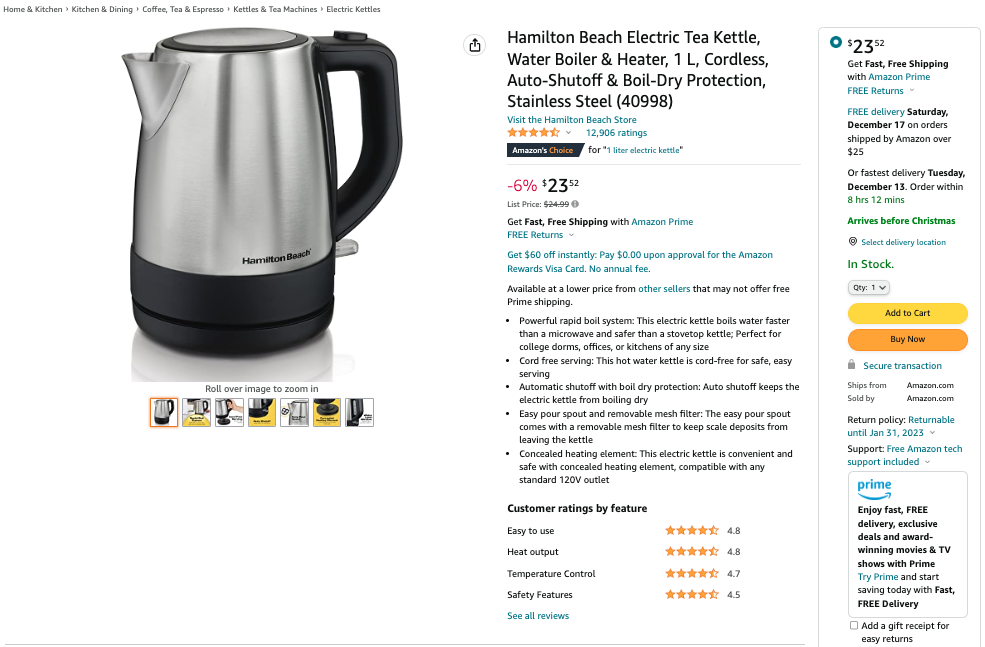 Home & Kitchen › Kitchen & Dining › Coffee, Tea & Espresso › Kettles & Tea Machines › Electric Kettles
Hamilton Beach
Roll over image to zoom in
Hamilton Beach Electric Tea Kettle,
Water Boiler & Heater, 1 L, Cordless,
Auto-Shutoff & Boil-Dry Protection,
Stainless Steel (40998)
Visit the Hamilton Beach Store
12,906 ratings
Amazon's Choice for "1 liter electric kettle"
-6% $23 52
List Price: $24.99
Get Fast, Free Shipping with Amazon Prime
FREE Returns
Get $60 off instantly: Pay $0.00 upon approval for the Amazon
Rewards Visa Card. No annual fee.
Available at a lower price from other sellers that may not offer free
Prime shipping.
• Powerful rapid boil system: This electric kettle boils water faster
than a microwave and safer than a stovetop kettle; Perfect for
college dorms, offices, or kitchens of any size
• Cord free serving: This hot water kettle is cord-free for safe, easy
serving
• Automatic shutoff with boil dry protection: Auto shutoff keeps the
electric kettle from boiling dry
• Easy pour spout and removable mesh filter: The easy pour spout
comes with a removable mesh filter to keep scale deposits from
leaving the kettle
• Concealed heating element: This electric kettle is convenient and
safe with concealed heating element, compatible with any
standard 120V outlet
Customer ratings by feature
Easy to use 4.8
Heat output 4.8
Temperature Control 4.7
Safety Features 4.5
See all reviews
$23 52
Get Fast, Free Shipping
with Amazon Prime
FREE Returns
FREE delivery Saturday,
December 17 on orders
shipped by Amazon over
$25
Or fastest delivery Tuesday,
December 13. Order within
8 hrs 12 mins
Arrives before Christmas
Select delivery location
In Stock.
Qty: 1
Add to Cart
Buy Now
Secure transaction
Ships from Amazon.com
Sold by Amazon.com
Return policy: Returnable
until Jan 31, 2023
Support: Free Amazon tech
support included
prime
Enjoy fast, FREE
delivery, exclusive
deals and award-
winning movies & TV
shows with Prime
Try Prime and start
saving today with Fast,
FREE Delivery
Add a gift receipt for
easy returns